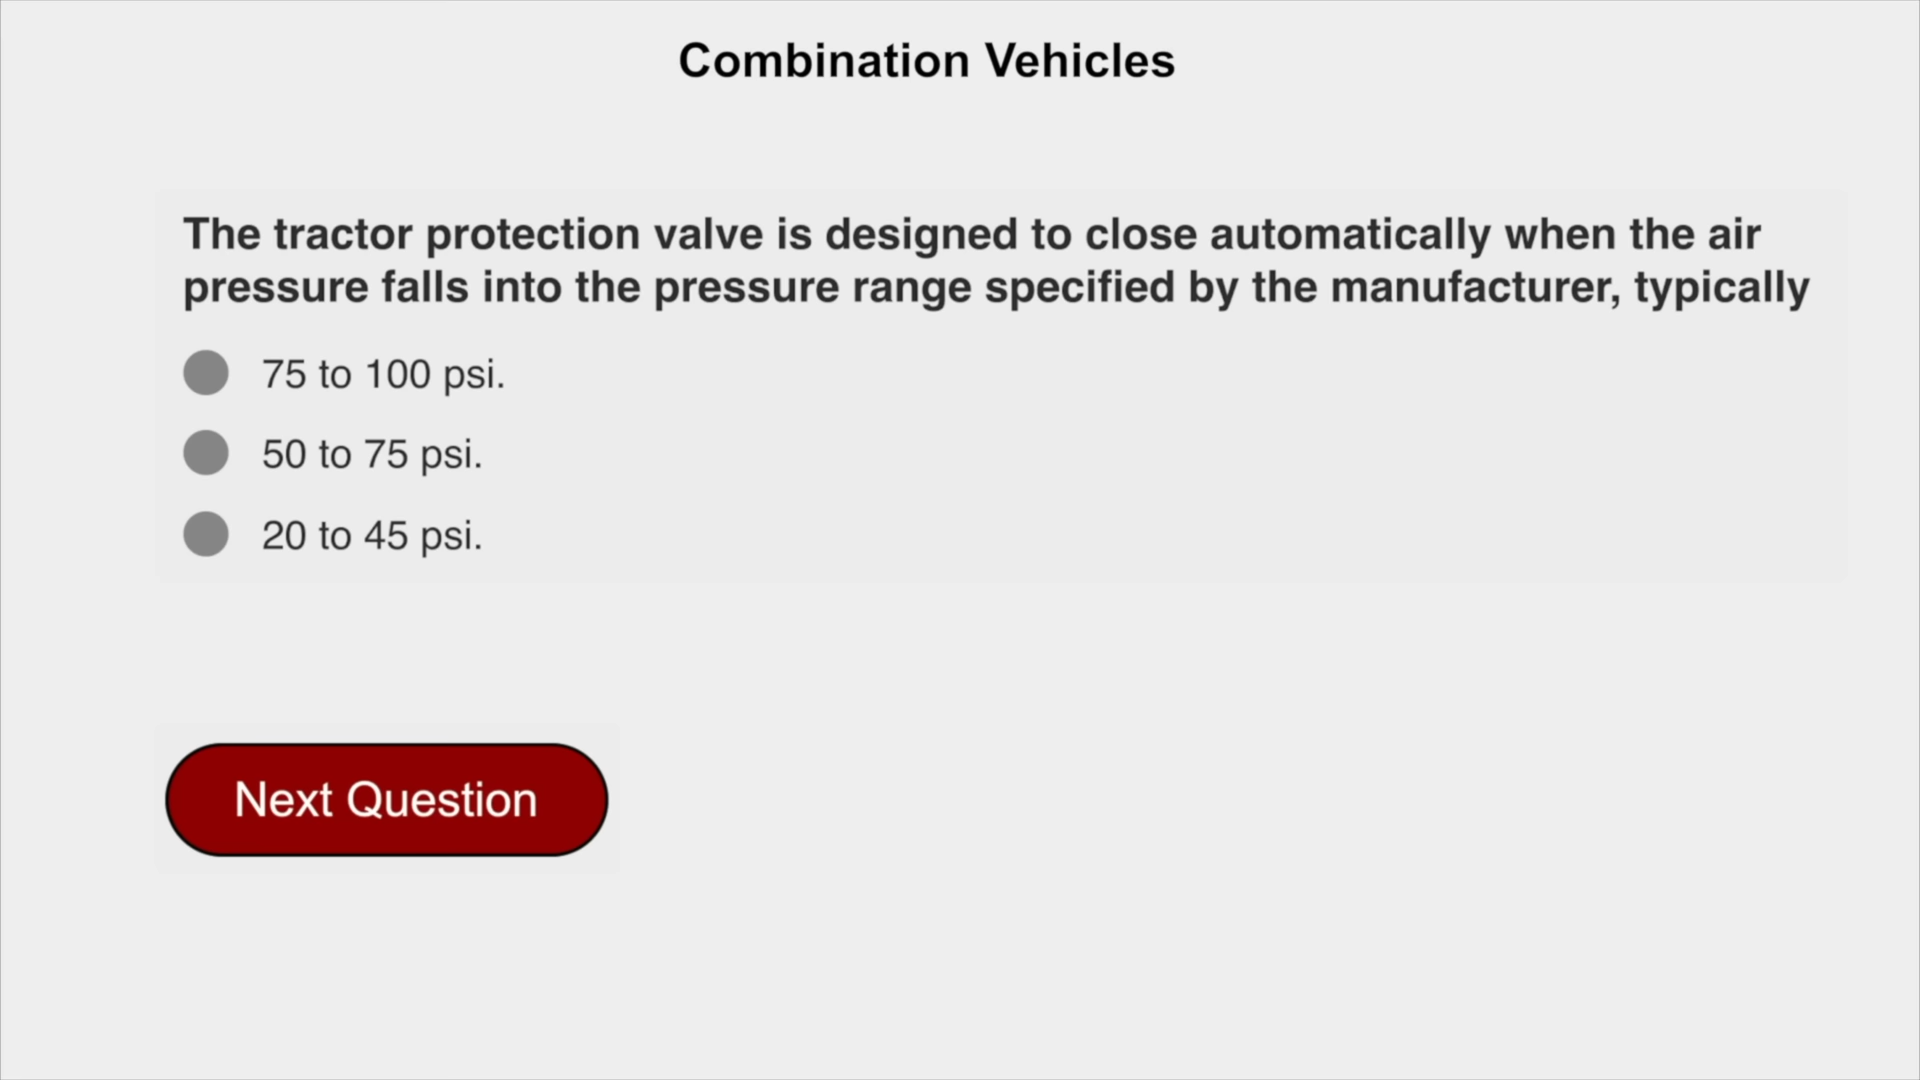 Combination Vehicles
The tractor protection valve is designed to close automatically when the air
pressure falls into the pressure range specified by the manufacturer, typically
75 to 100 psi.
50 to 75 psi.
20 to 45 psi.
Next Question